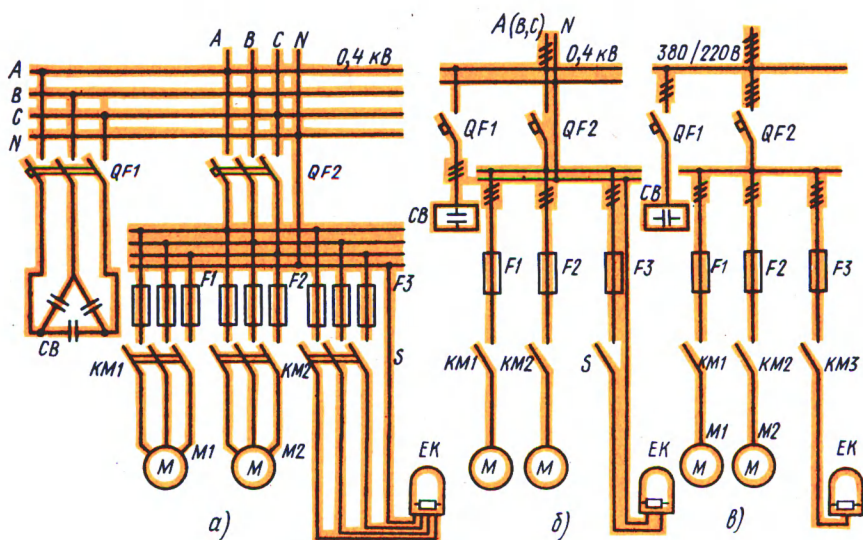 A B C N
0,4 кВ
A
B
C
N
QF1
QF2
F1
F2
F3
CB
KM1
KM2
S
M
M1
M
M2
EK
а)
A(B,C) N
0,4 кВ
QF1
QF2
CB
F1
F2
F3
KM1
KM2
S
M
M
EK
б)
380/220В
QF1
QF2
CB
F1
F2
F3
KM1
KM2
KM3
M1
M
M2
M
EK
в)